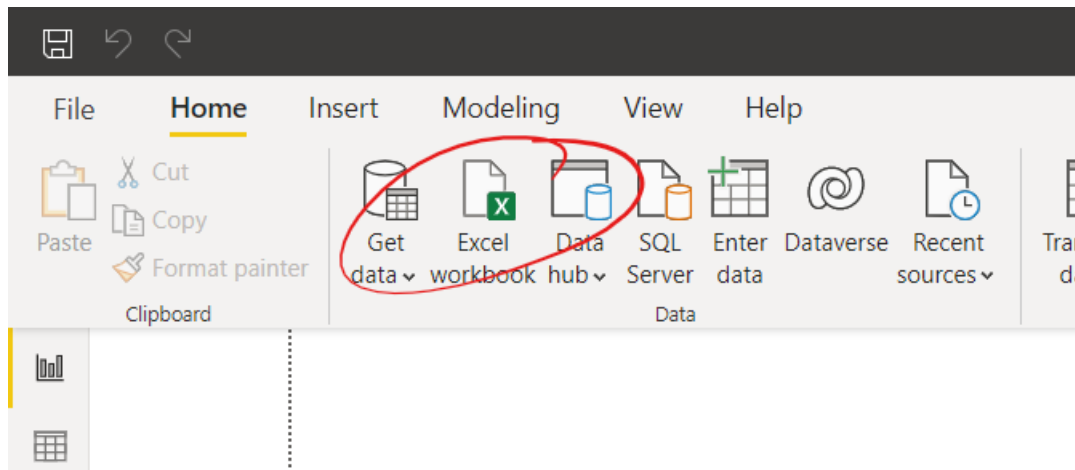 File Home Insert Modeling View Help
Cut
Copy
Paste
Format painter
Clipboard
Get data
Excel workbook
Data hub
SQL Server
Enter data
Dataverse
Recent sources
Data